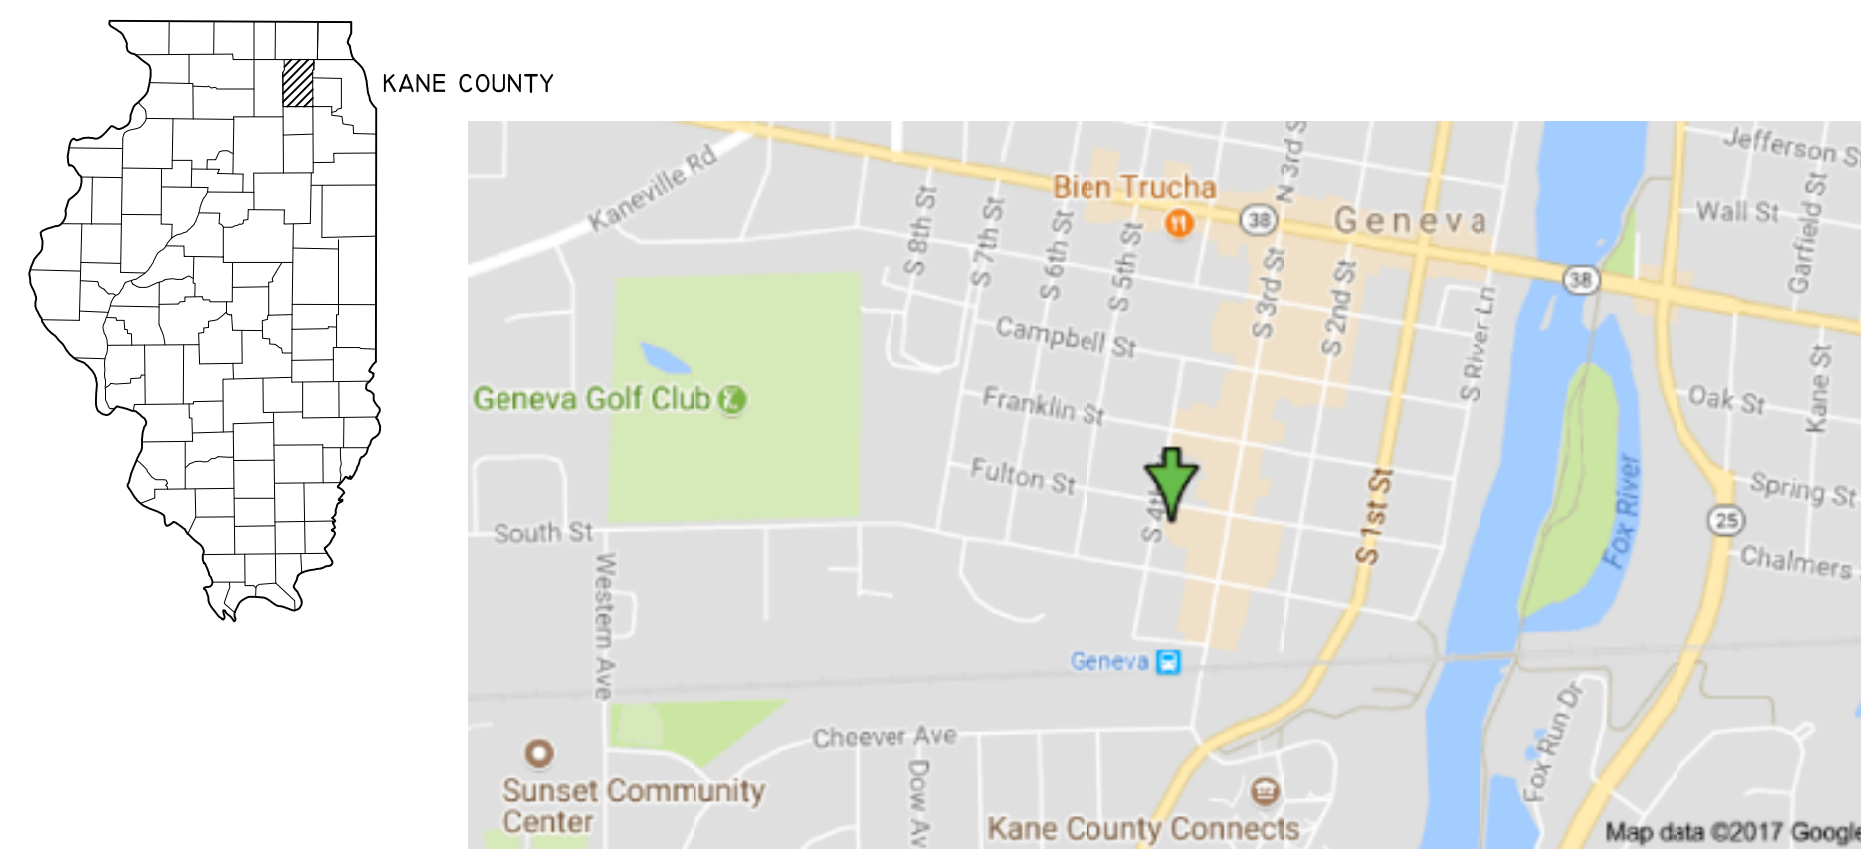 KANE COUNTY
Kaneville Rd
Bien Trucha
N 3rd S
Jefferson S
Wall St
Garfield St
38
Geneva
S 8th St
S 7th St
S 6th St
S 5th St
S 3rd St
S 2nd St
S River Ln
38
Campbell St
Kane St
Geneva Golf Club
Franklin St
Oak St
Fulton St
S 4th
S 1st St
Fox River
Spring St
25
South St
Chalmers
Western Ave
Geneva
Fox Run Dr
Cheever Ave
Dow Av
Sunset Community
Center
Kane County Connects
Map data ©2017 Google